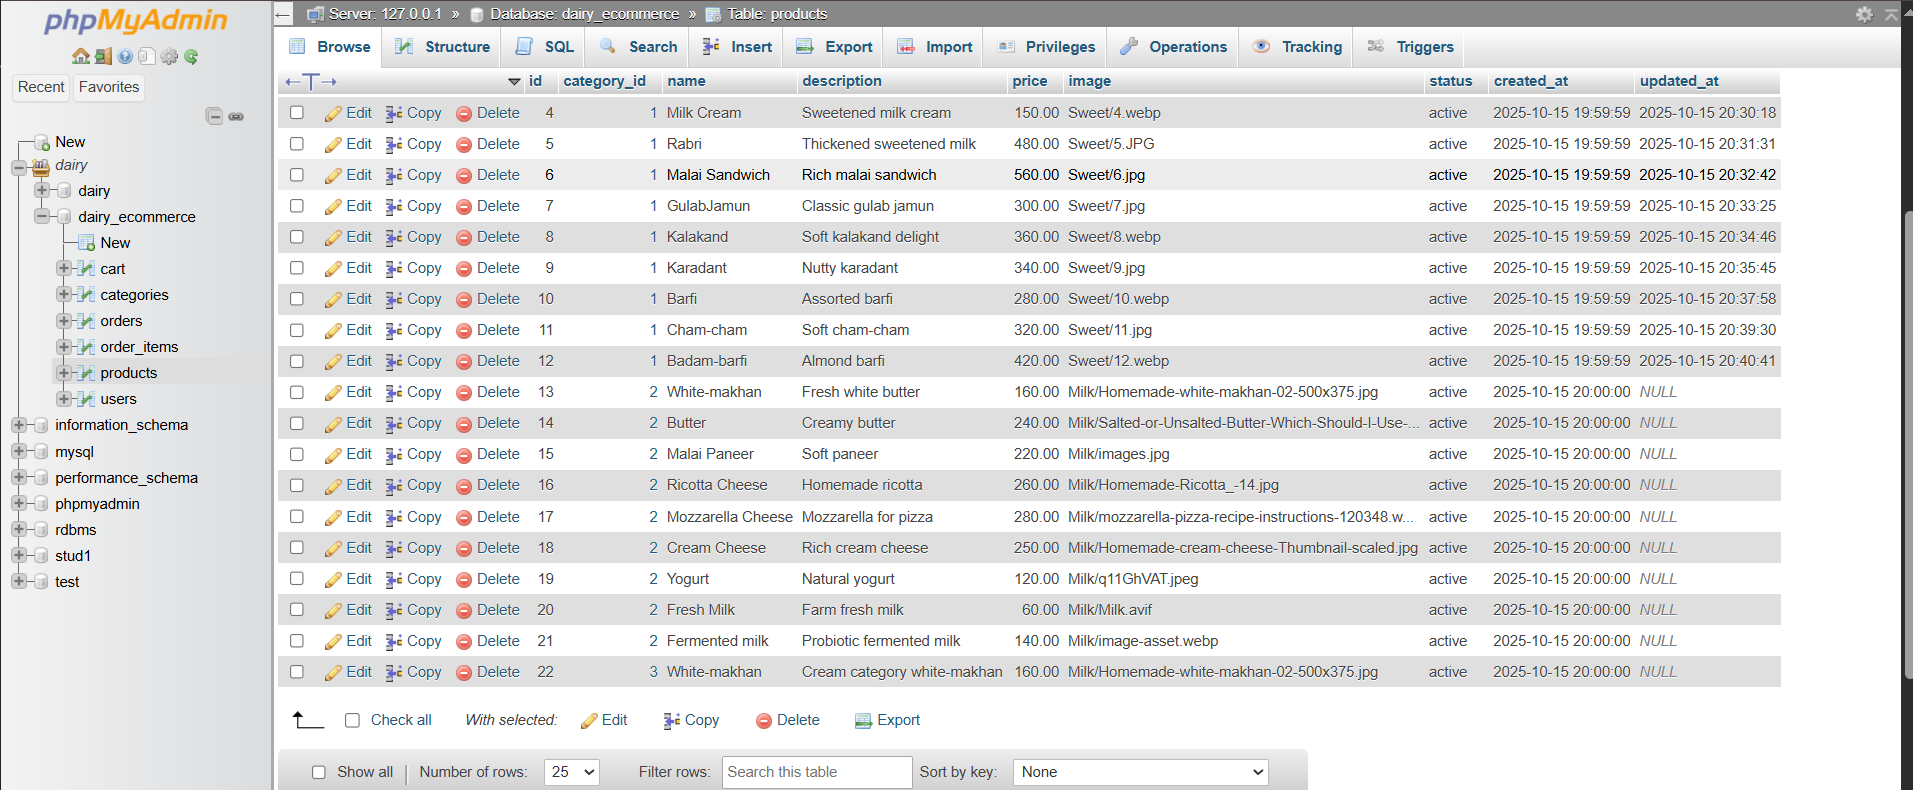 phpMyAdmin
Recent Favorites
New
dairy
dairy
dairy_ecommerce
New
cart
categories
orders
order_items
products
users
information_schema
mysql
performance_schema
phpmyadmin
rdbms
stud1
test
Server: 127.0.0.1 » Database: dairy_ecommerce » Table: products
Browse Structure SQL Search Insert Export Import Privileges Operations Tracking Triggers
←T→ id category_id name description price image status created_at updated_at
Edit Copy Delete 4 1 Milk Cream Sweetened milk cream 150.00 Sweet/4.webp active 2025-10-15 19:59:59 2025-10-15 20:30:18
Edit Copy Delete 5 1 Rabri Thickened sweetened milk 480.00 Sweet/5.JPG active 2025-10-15 19:59:59 2025-10-15 20:31:31
Edit Copy Delete 6 1 Malai Sandwich Rich malai sandwich 560.00 Sweet/6.jpg active 2025-10-15 19:59:59 2025-10-15 20:32:42
Edit Copy Delete 7 1 GulabJamun Classic gulab jamun 300.00 Sweet/7.jpg active 2025-10-15 19:59:59 2025-10-15 20:33:25
Edit Copy Delete 8 1 Kalakand Soft kalakand delight 360.00 Sweet/8.webp active 2025-10-15 19:59:59 2025-10-15 20:34:46
Edit Copy Delete 9 1 Karadant Nutty karadant 340.00 Sweet/9.jpg active 2025-10-15 19:59:59 2025-10-15 20:35:45
Edit Copy Delete 10 1 Barfi Assorted barfi 280.00 Sweet/10.webp active 2025-10-15 19:59:59 2025-10-15 20:37:58
Edit Copy Delete 11 1 Cham-cham Soft cham-cham 320.00 Sweet/11.jpg active 2025-10-15 19:59:59 2025-10-15 20:39:30
Edit Copy Delete 12 1 Badam-barfi Almond barfi 420.00 Sweet/12.webp active 2025-10-15 19:59:59 2025-10-15 20:40:41
Edit Copy Delete 13 2 White-makhan Fresh white butter 160.00 Milk/Homemade-white-makhan-02-500x375.jpg active 2025-10-15 20:00:00 NULL
Edit Copy Delete 14 2 Butter Creamy butter 240.00 Milk/Salted-or-Unsalted-Butter-Which-Should-I-Use-... active 2025-10-15 20:00:00 NULL
Edit Copy Delete 15 2 Malai Paneer Soft paneer 220.00 Milk/images.jpg active 2025-10-15 20:00:00 NULL
Edit Copy Delete 16 2 Ricotta Cheese Homemade ricotta 260.00 Milk/Homemade-Ricotta_-14.jpg active 2025-10-15 20:00:00 NULL
Edit Copy Delete 17 2 Mozzarella Cheese Mozzarella for pizza 280.00 Milk/mozzarella-pizza-recipe-instructions-120348.w... active 2025-10-15 20:00:00 NULL
Edit Copy Delete 18 2 Cream Cheese Rich cream cheese 250.00 Milk/Homemade-cream-cheese-Thumbnail-scaled.jpg active 2025-10-15 20:00:00 NULL
Edit Copy Delete 19 2 Yogurt Natural yogurt 120.00 Milk/q11GhVAT.jpeg active 2025-10-15 20:00:00 NULL
Edit Copy Delete 20 2 Fresh Milk Farm fresh milk 60.00 Milk/Milk.avif active 2025-10-15 20:00:00 NULL
Edit Copy Delete 21 2 Fermented milk Probiotic fermented milk 140.00 Milk/image-asset.webp active 2025-10-15 20:00:00 NULL
Edit Copy Delete 22 3 White-makhan Cream category white-makhan 160.00 Milk/Homemade-white-makhan-02-500x375.jpg active 2025-10-15 20:00:00 NULL
Check all With selected: Edit Copy Delete Export
Show all Number of rows: 25 Filter rows: Search this table Sort by key: None